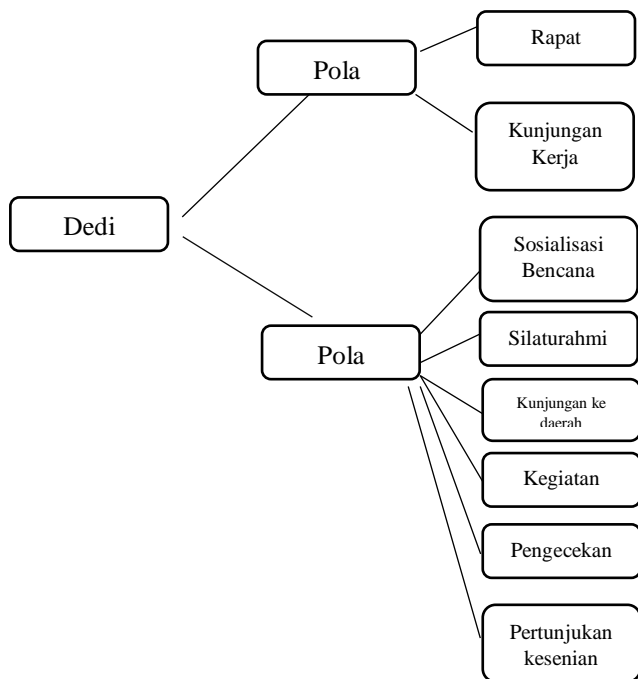 Dedi
Pola
Rapat
Kunjungan
Kerja
Pola
Sosialisasi
Bencana
Silaturahmi
Kunjungan ke
daerah
Kegiatan
Pengecekan
Pertunjukan
kesenian